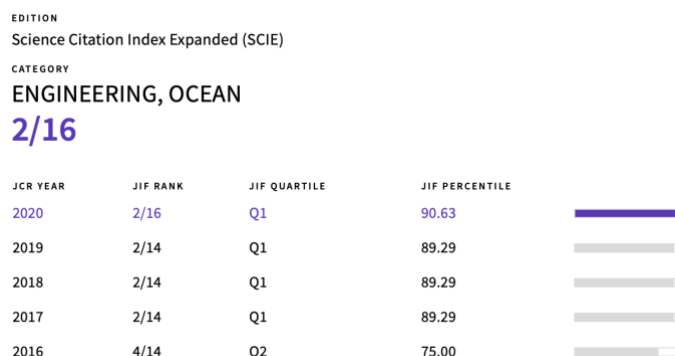 EDITION
Science Citation Index Expanded (SCIE)
CATEGORY
ENGINEERING, OCEAN
2/16
JCR YEAR JIF RANK JIF QUARTILE JIF PERCENTILE
2020 2/16 Q1 90.63
2019 2/14 Q1 89.29
2018 2/14 Q1 89.29
2017 2/14 Q1 89.29
2016 4/14 Q2 75.00